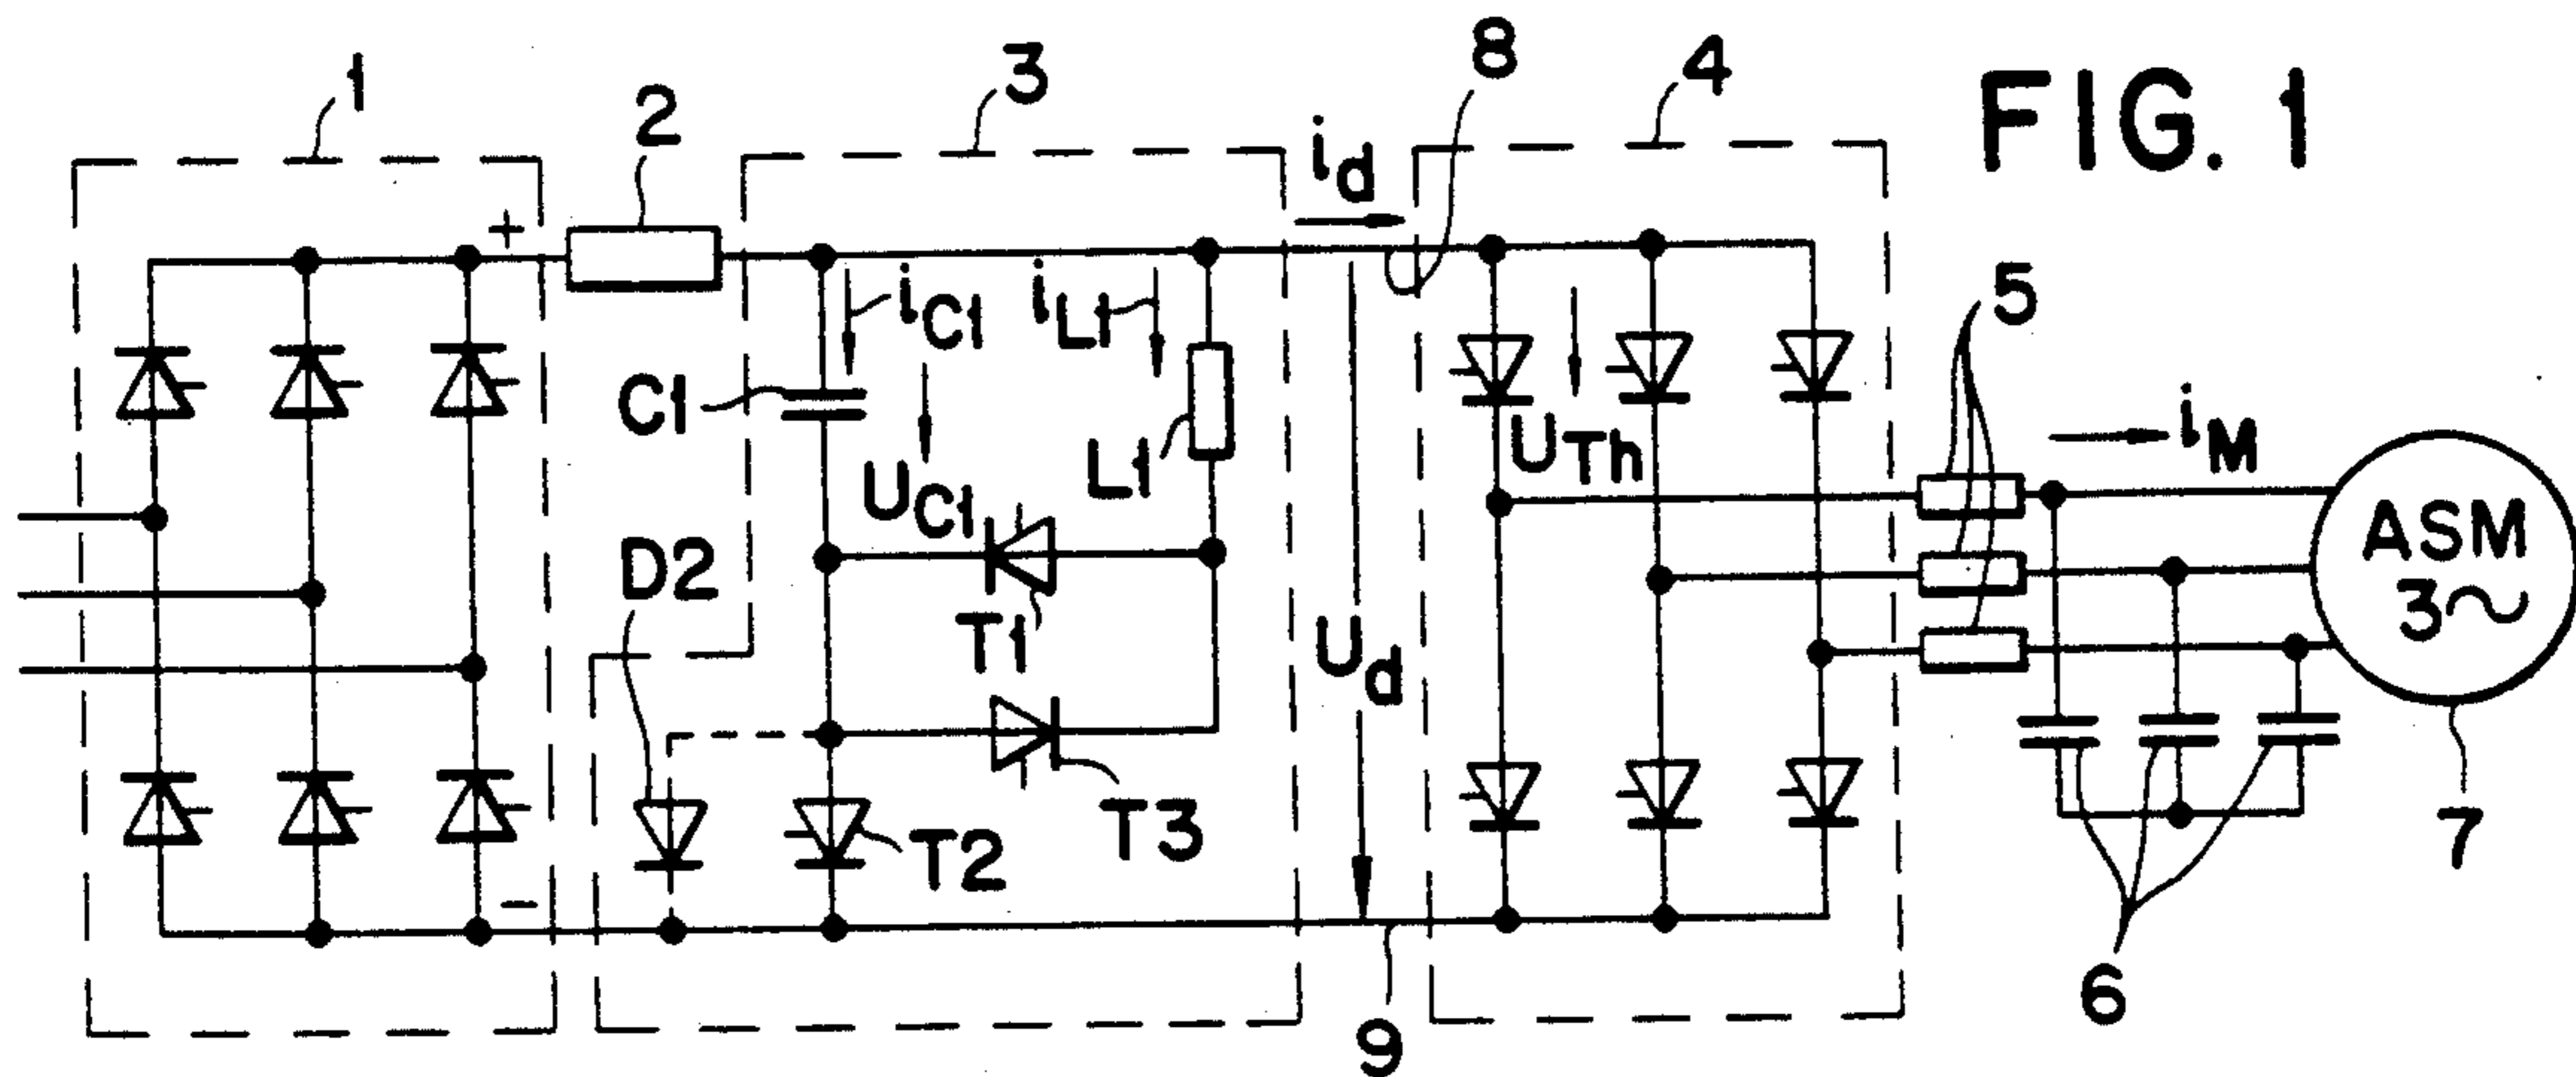 FIG. 1
1
2
3
8
4
+
i_d
i_C1
i_L1
5
C1
U_C1
L1
U_Th
i_M
D2
T1
U_d
ASM
3~
T2
T3
7
-
6
9